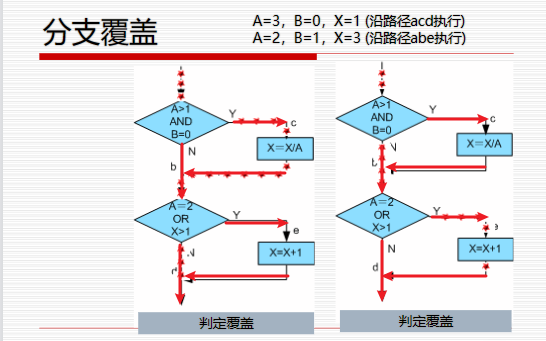 分支覆盖
A=3, B=0, X=1 (沿路径acd执行)
A=2, B=1, X=3 (沿路径abe执行)
A>1
AND
B=0
Y
c
X=X/A
N
b
A=2
OR
X>1
Y
e
X=X+1
判定覆盖
A>1
AND
B=0
Y
c
X=X/A
A=2
OR
X>1
Y
N
X=X+1
d
判定覆盖